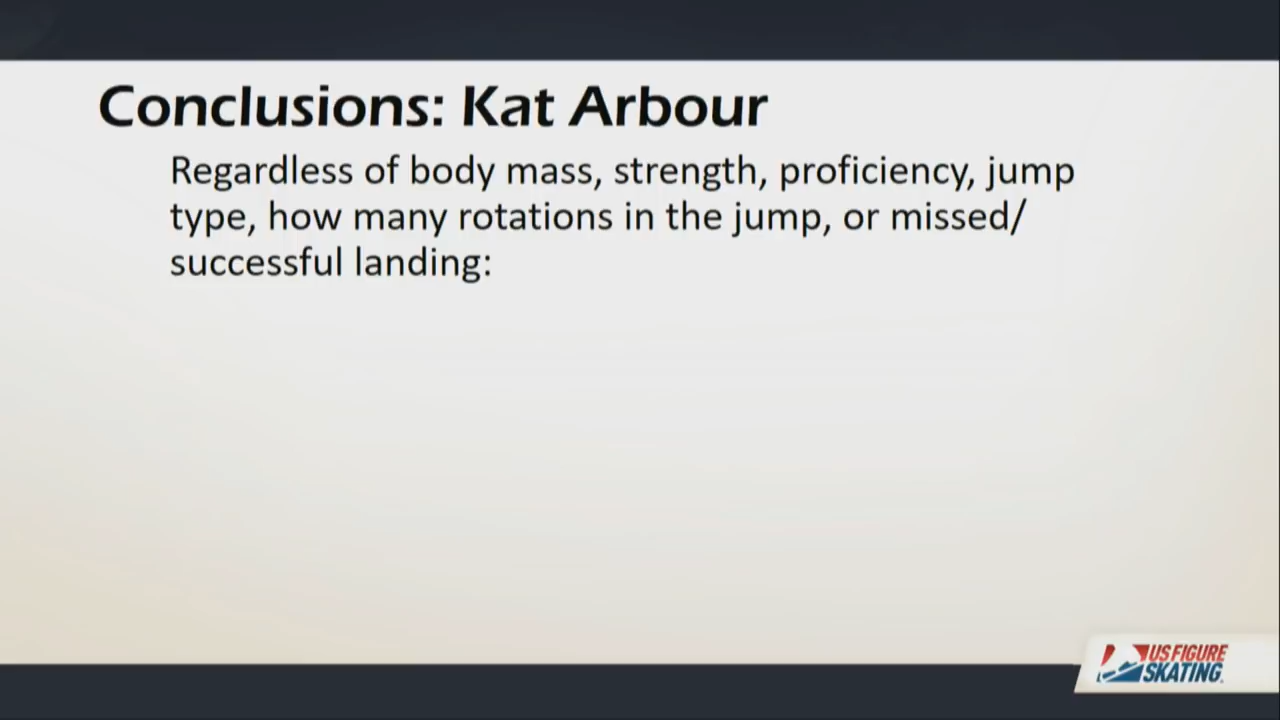 Conclusions: Kat Arbour
Regardless of body mass, strength, proficiency, jump
type, how many rotations in the jump, or missed/
successful landing:
US FIGURE
SKATING